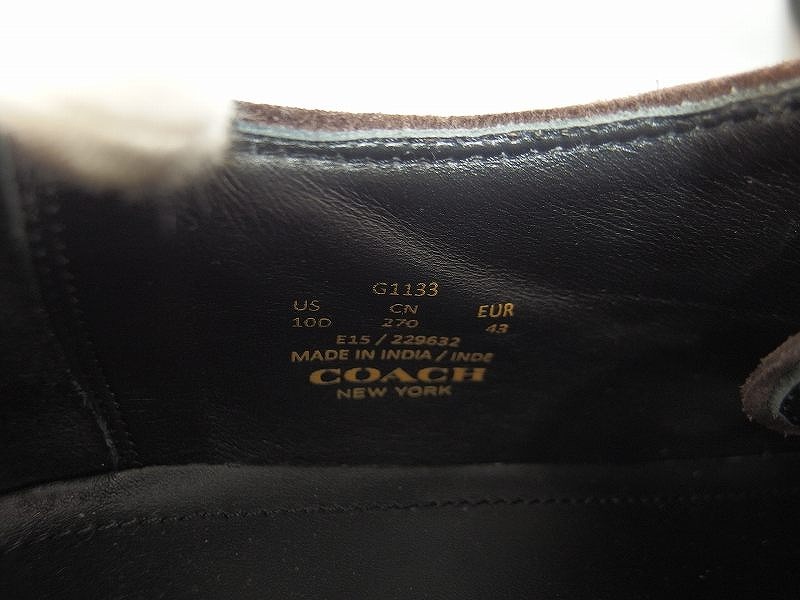 G1133
US CN EUR
10D 270 43
E15 / 229632
MADE IN INDIA / INDE
COACH
NEW YORK